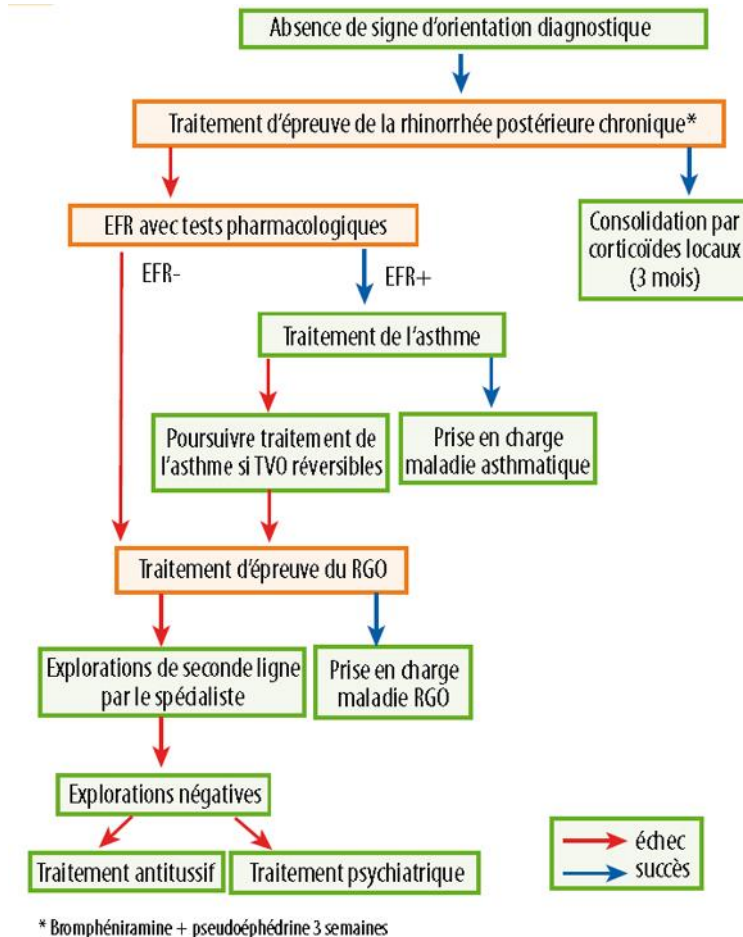 Absence de signe d'orientation diagnostique
Traitement d'épreuve de la rhinorrhée postérieure chronique*
EFR avec tests pharmacologiques
Consolidation par
corticoïdes locaux
(3 mois)
EFR-
EFR+
Traitement de l'asthme
Poursuivre traitement de
l'asthme si TVO réversibles
Prise en charge
maladie asthmatique
Traitement d'épreuve du RGO
Explorations de seconde ligne
par le spécialiste
Prise en charge
maladie RGO
Explorations négatives
Traitement antitussif
Traitement psychiatrique
échec
succès
* Bromphéniramine + pseudoéphédrine 3 semaines